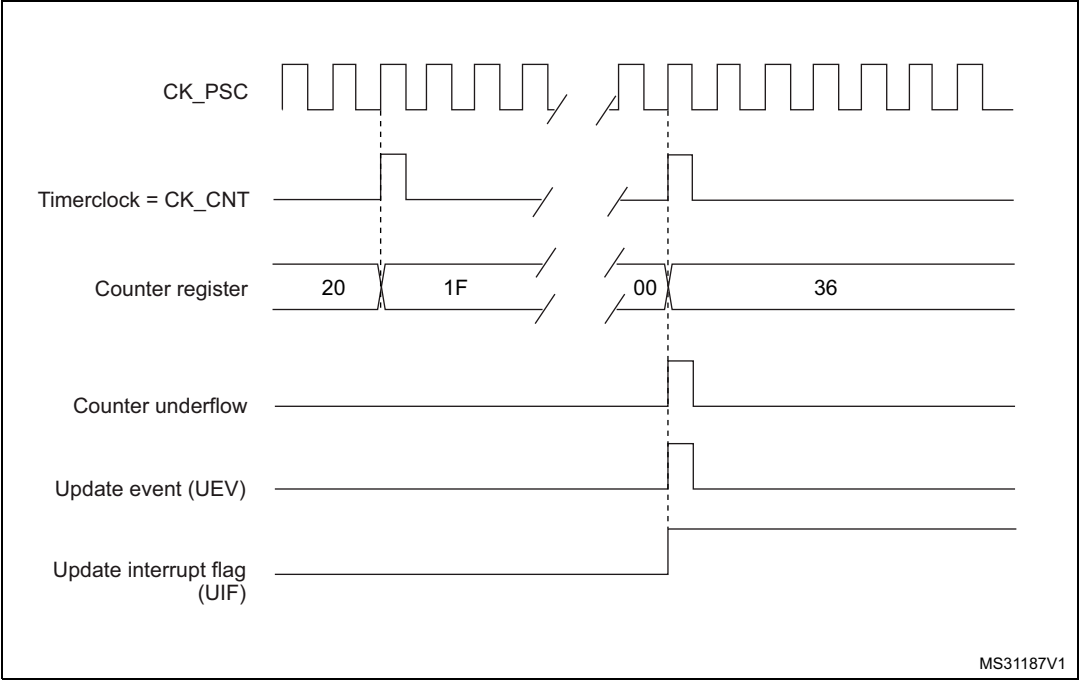 CK_PSC
Timerclock = CK_CNT
Counter register
20
1F
00
36
Counter underflow
Update event (UEV)
Update interrupt flag
(UIF)
MS31187V1